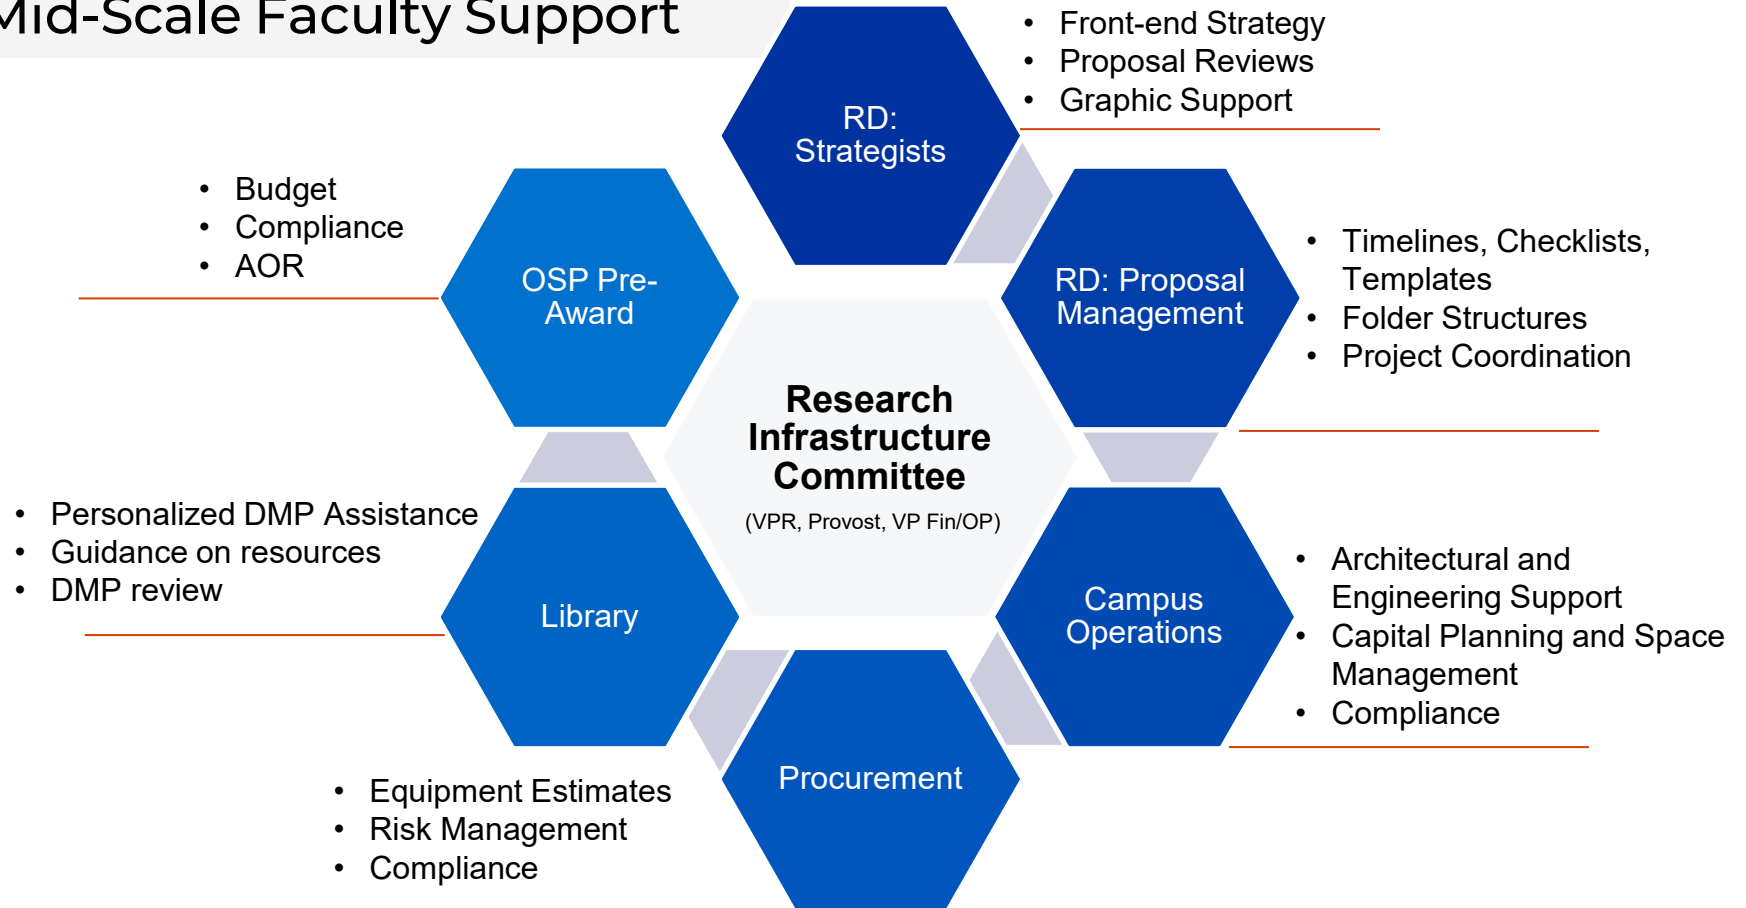 Mid-Scale Faculty Support
• Front-end Strategy
• Proposal Reviews
• Graphic Support
RD:
Strategists
• Budget
• Compliance
• AOR
OSP Pre-
Award
RD: Proposal
Management
• Timelines, Checklists,
Templates
• Folder Structures
• Project Coordination
Research
Infrastructure
Committee
(VPR, Provost, VP Fin/OP)
• Personalized DMP Assistance
• Guidance on resources
• DMP review
Library
Campus
Operations
• Architectural and
Engineering Support
• Capital Planning and Space
Management
• Compliance
Procurement
• Equipment Estimates
• Risk Management
• Compliance